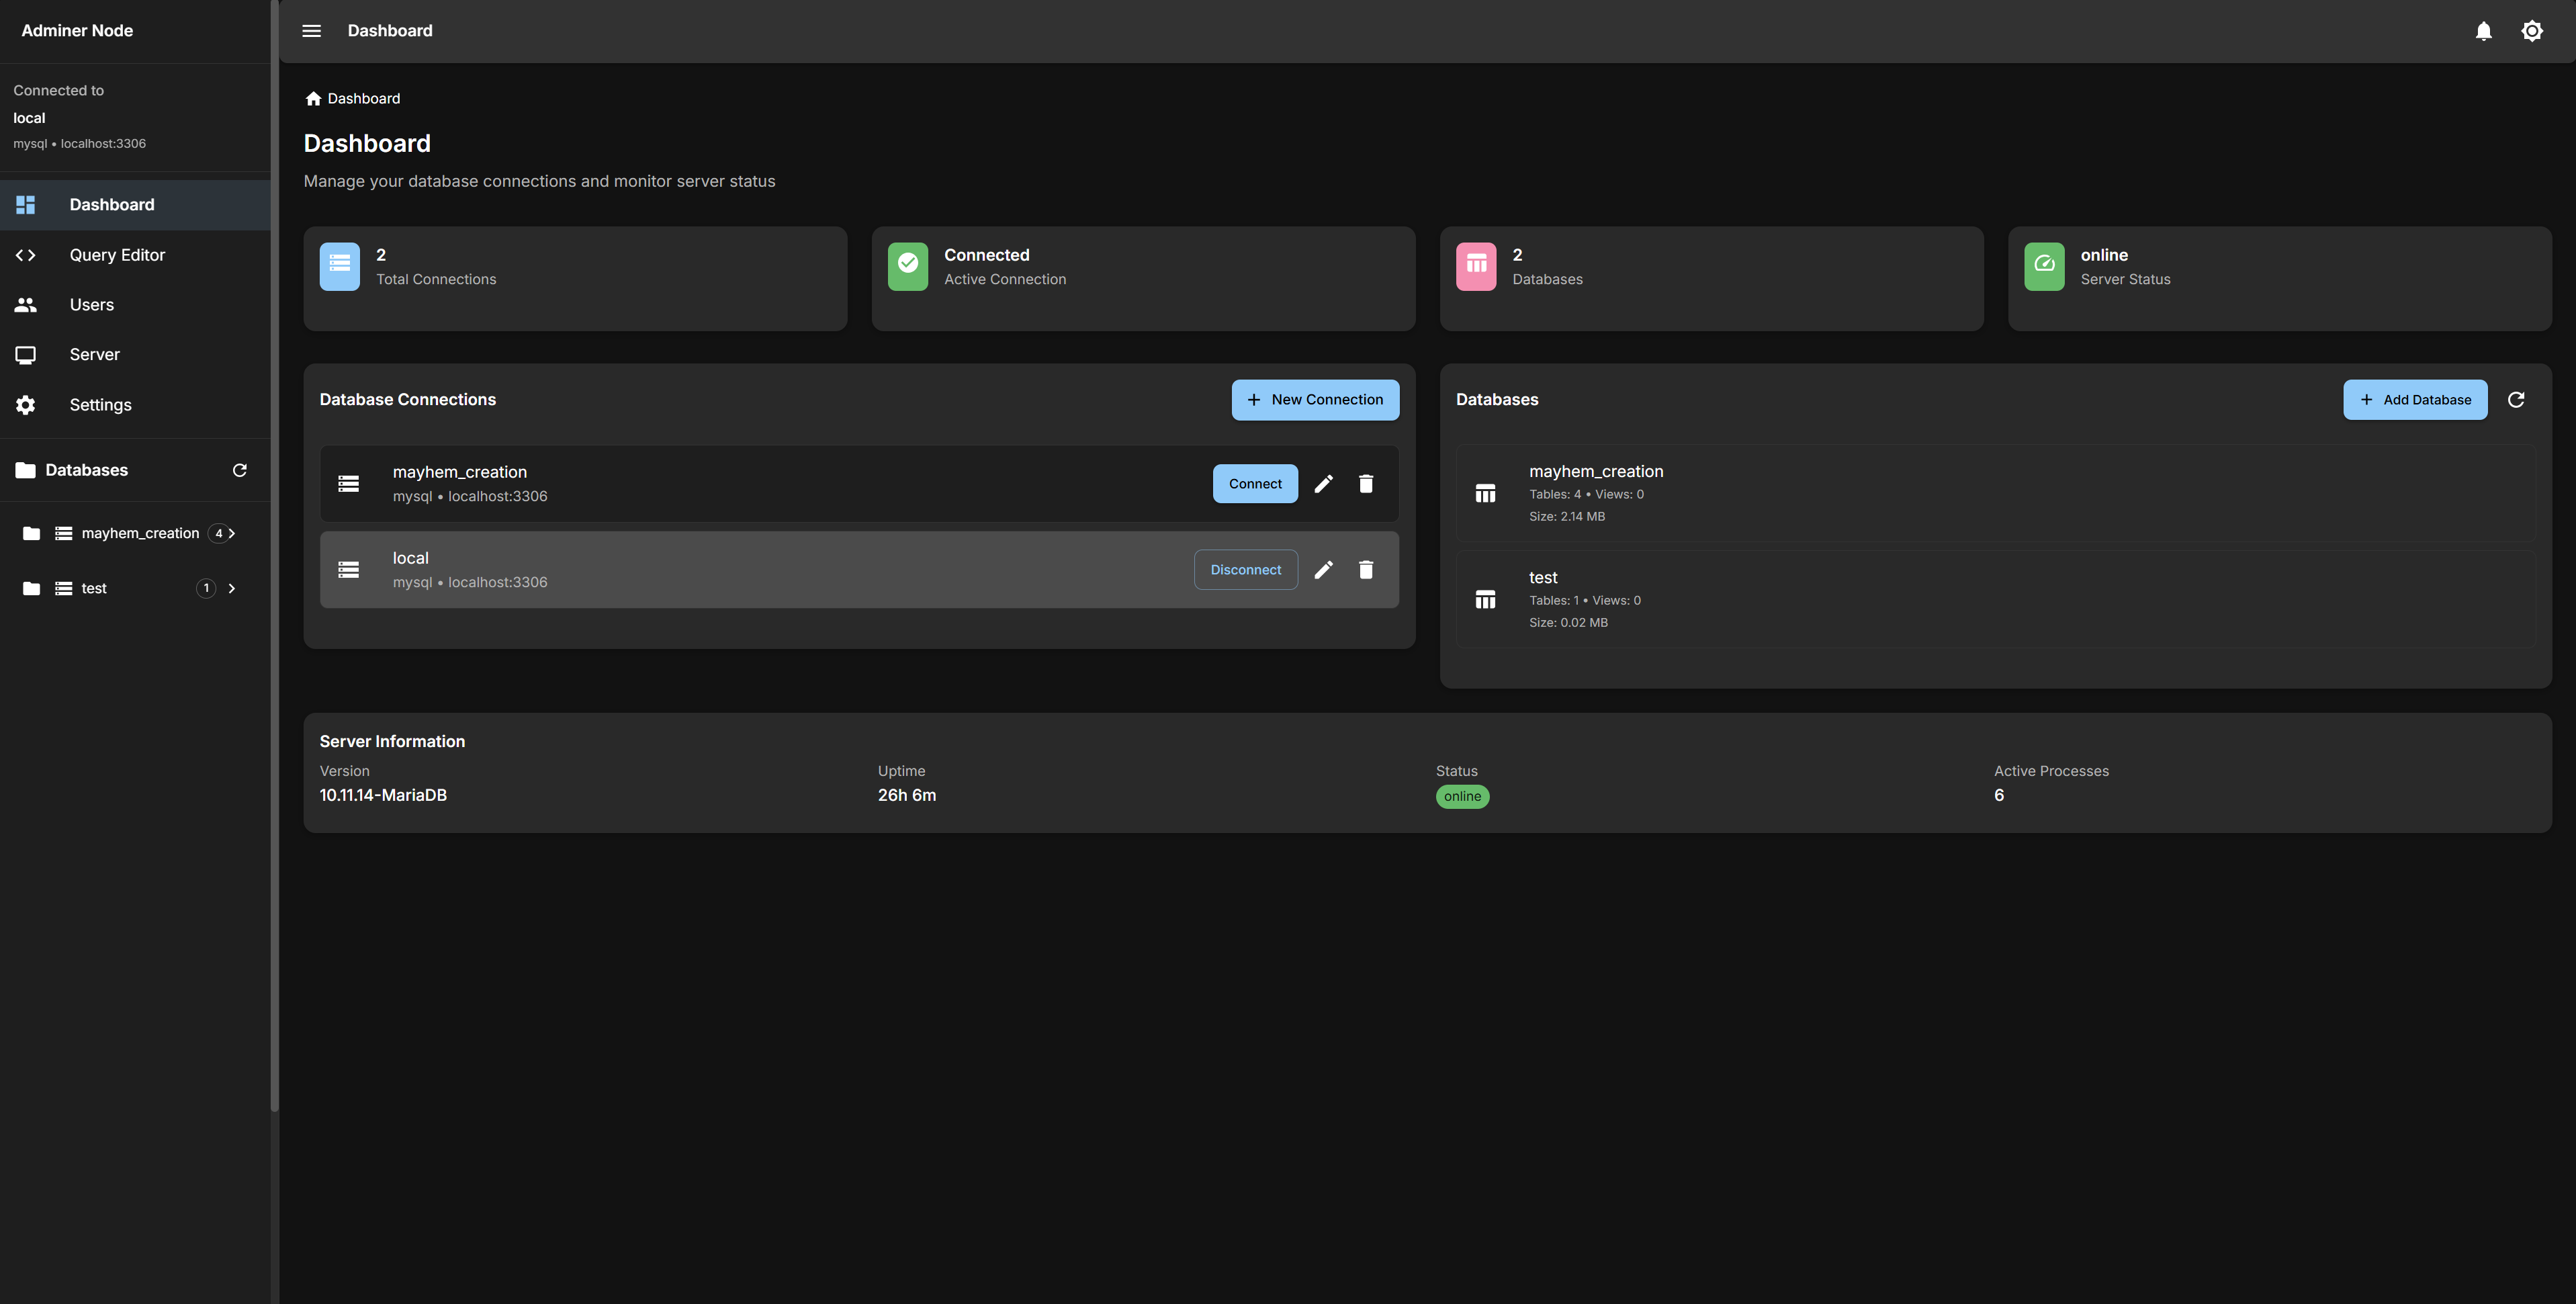 Adminer Node
Connected to
local
mysql • localhost:3306
Dashboard
Query Editor
Users
Server
Settings
Databases
mayhem_creation 4
test 1
Dashboard
Dashboard
Dashboard
Manage your database connections and monitor server status
2
Total Connections
Connected
Active Connection
2
Databases
online
Server Status
Database Connections
New Connection
mayhem_creation
mysql • localhost:3306
Connect
local
mysql • localhost:3306
Disconnect
Databases
Add Database
mayhem_creation
Tables: 4 • Views: 0
Size: 2.14 MB
test
Tables: 1 • Views: 0
Size: 0.02 MB
Server Information
Version
10.11.14-MariaDB
Uptime
26h 6m
Status
online
Active Processes
6